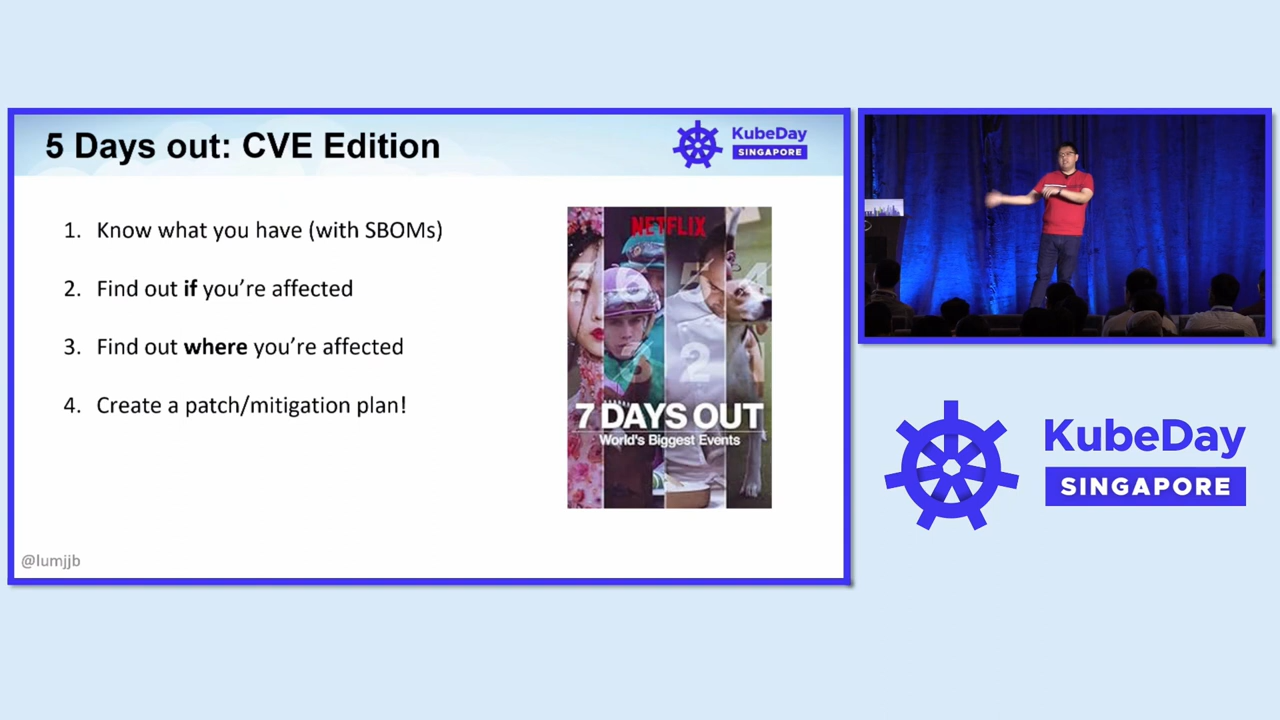 5 Days out: CVE Edition
KubeDay
SINGAPORE
1. Know what you have (with SBOMs)
2. Find out if you're affected
3. Find out where you're affected
4. Create a patch/mitigation plan!
NETFLIX
7 DAYS OUT
World's Biggest Events
@lumjjb
KubeDay
SINGAPORE